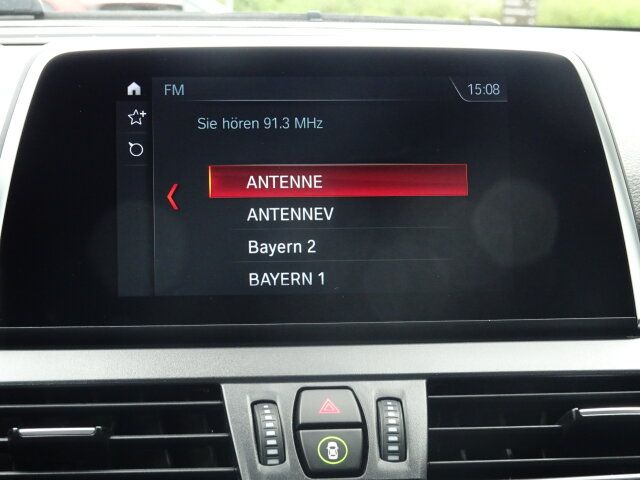 FM 15:08
Sie hören 91.3 MHz
ANTENNE
ANTENNEV
Bayern 2
BAYERN 1